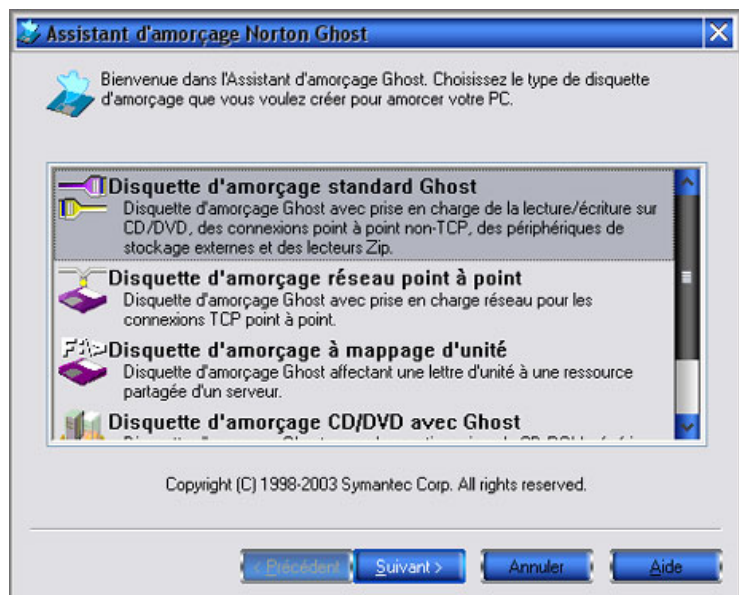 Assistant d'amorçage Norton Ghost
Bienvenue dans l'Assistant d'amorçage Ghost. Choisissez le type de disquette
d'amorçage que vous voulez créer pour amorcer votre PC.
Disquette d'amorçage standard Ghost
Disquette d'amorçage Ghost avec prise en charge de la lecture/écriture sur
CD/DVD, des connexions point à point non-TCP, des périphériques de
stockage externes et des lecteurs Zip.
Disquette d'amorçage réseau point à point
Disquette d'amorçage Ghost avec prise en charge réseau pour les
connexions TCP point à point.
F:\>
Disquette d'amorçage à mappage d'unité
Disquette d'amorçage Ghost affectant une lettre d'unité à une ressource
partagée d'un serveur.
Disquette d'amorçage CD/DVD avec Ghost
Copyright (C) 1998-2003 Symantec Corp. All rights reserved.
< Précédent Suivant > Annuler Aide